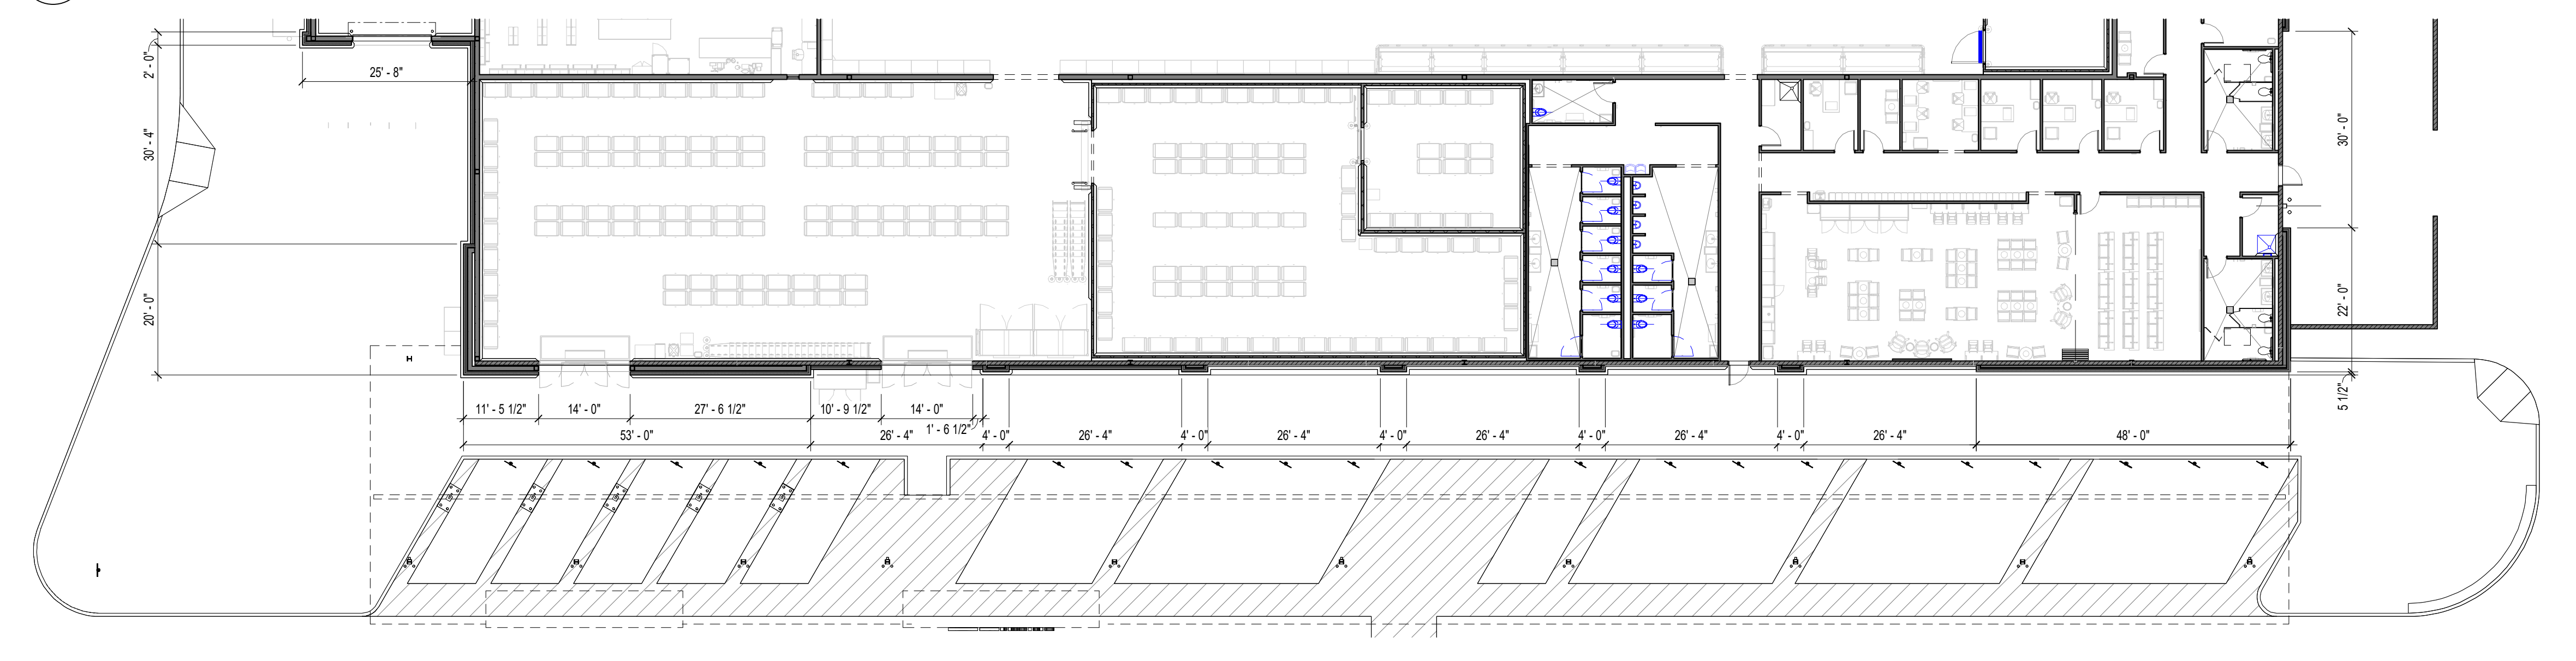 2' - 0"
25' - 8"
30' - 4"
30' - 0"
20' - 0"
22' - 0"
5 1/2"
11' - 5 1/2"
14' - 0"
27' - 6 1/2"
10' - 9 1/2"
14' - 0"
1' - 6 1/2"
53' - 0"
26' - 4"
4' - 0"
26' - 4"
4' - 0"
26' - 4"
4' - 0"
26' - 4"
4' - 0"
26' - 4"
4' - 0"
26' - 4"
48' - 0"